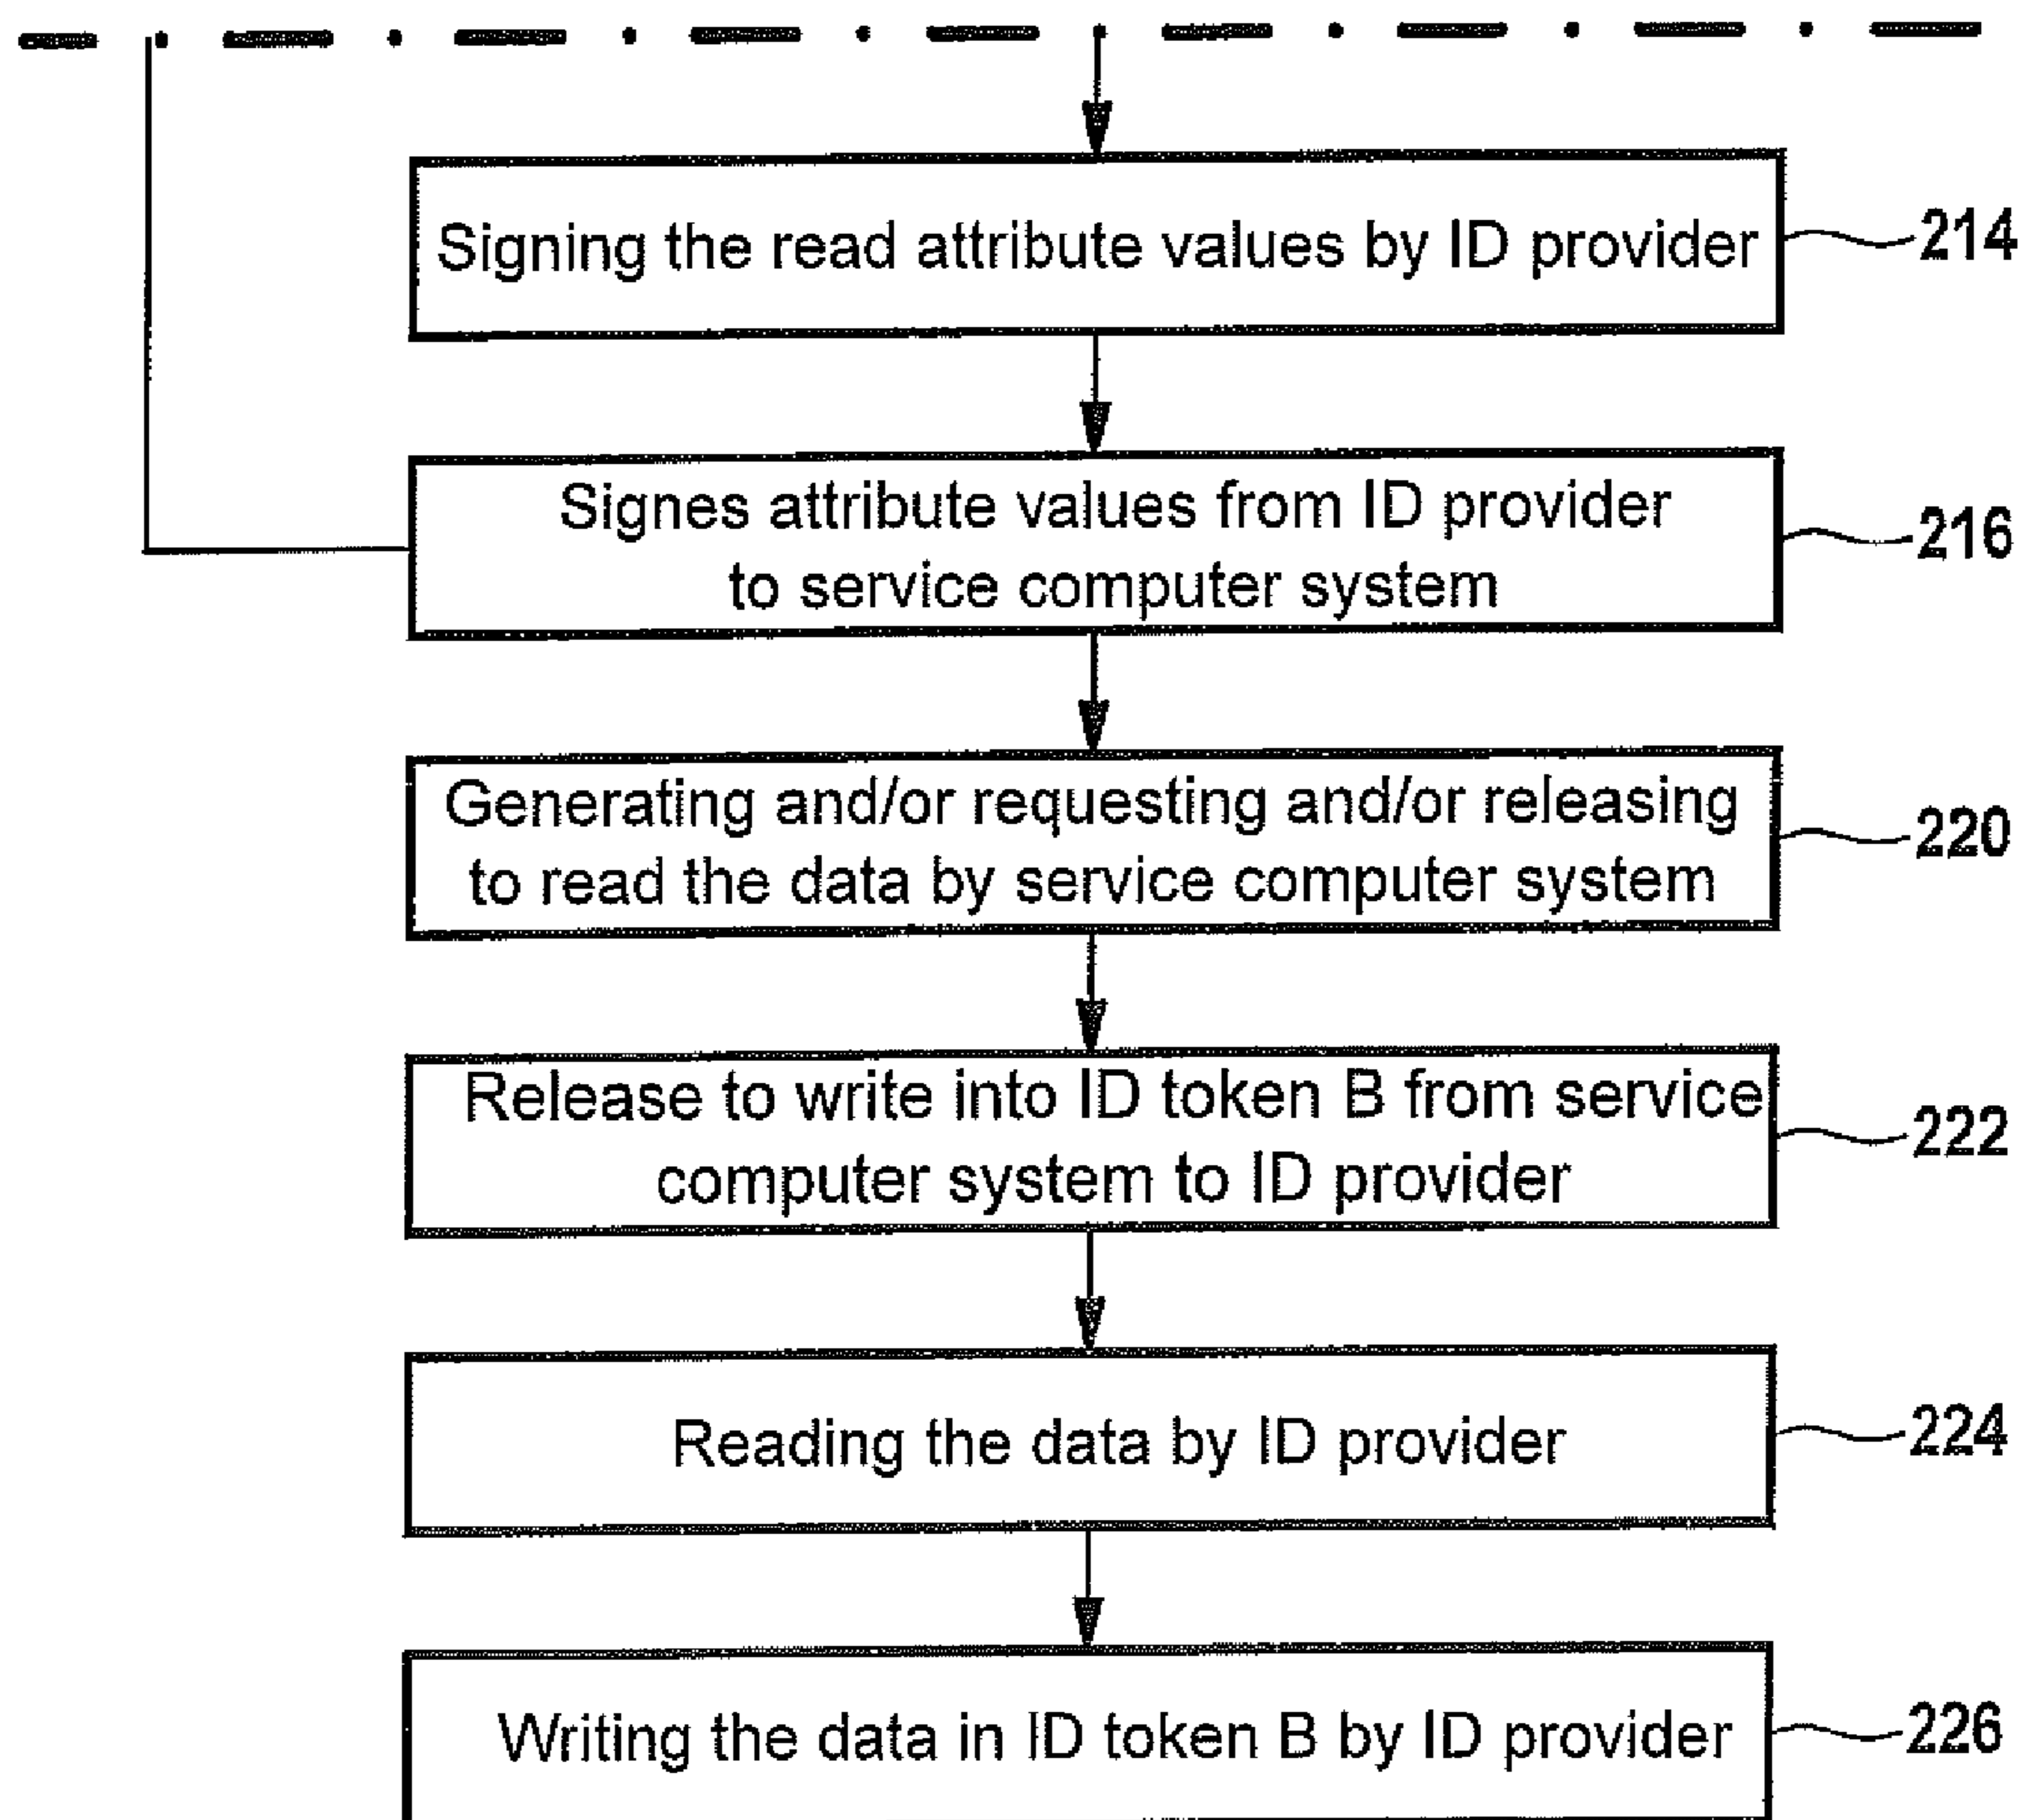 Signing the read attribute values by ID provider
214
Signes attribute values from ID provider
to service computer system
216
Generating and/or requesting and/or releasing
to read the data by service computer system
220
Release to write into ID token B from service
computer system to ID provider
222
Reading the data by ID provider
224
Writing the data in ID token B by ID provider
226